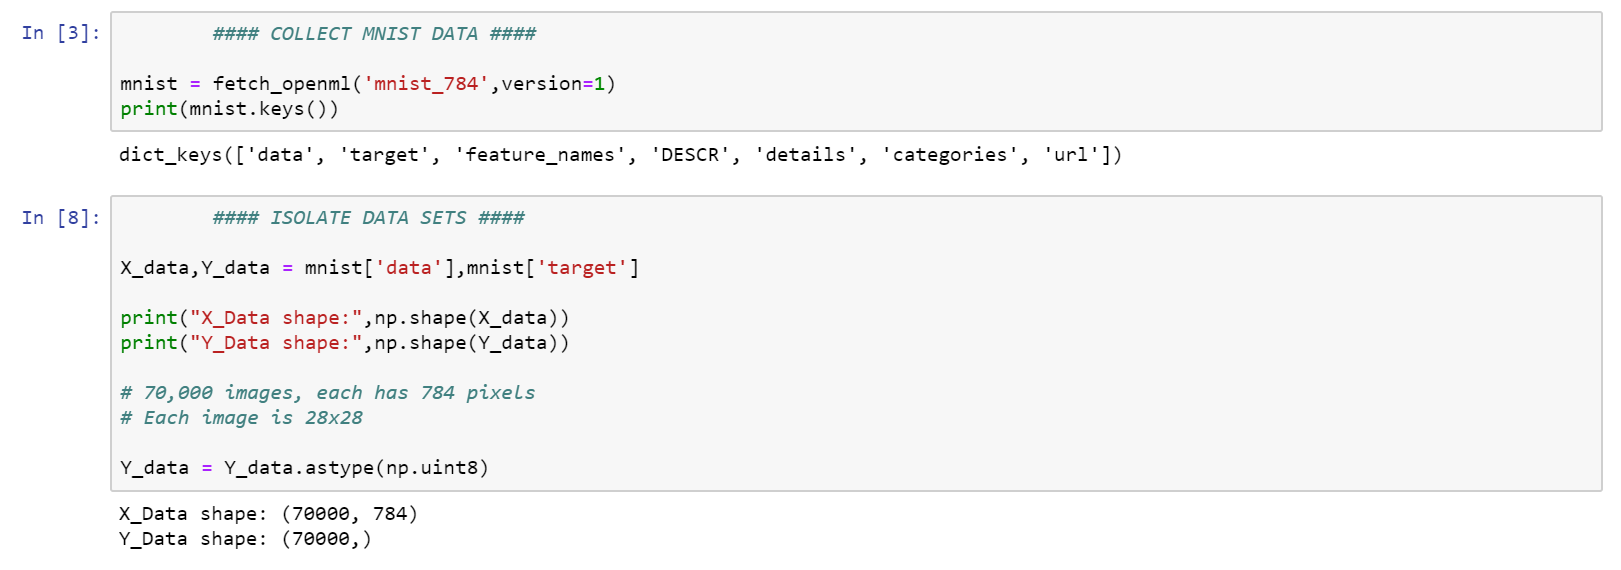 In [3]:
#### COLLECT MNIST DATA ####
mnist = fetch_openml('mnist_784',version=1)
print(mnist.keys())
dict_keys(['data', 'target', 'feature_names', 'DESCR', 'details', 'categories', 'url'])
In [8]:
#### ISOLATE DATA SETS ####
X_data,Y_data = mnist['data'],mnist['target']
print("X_Data shape:",np.shape(X_data))
print("Y_Data shape:",np.shape(Y_data))
# 70,000 images, each has 784 pixels
# Each image is 28x28
Y_data = Y_data.astype(np.uint8)
X_Data shape: (70000, 784)
Y_Data shape: (70000,)